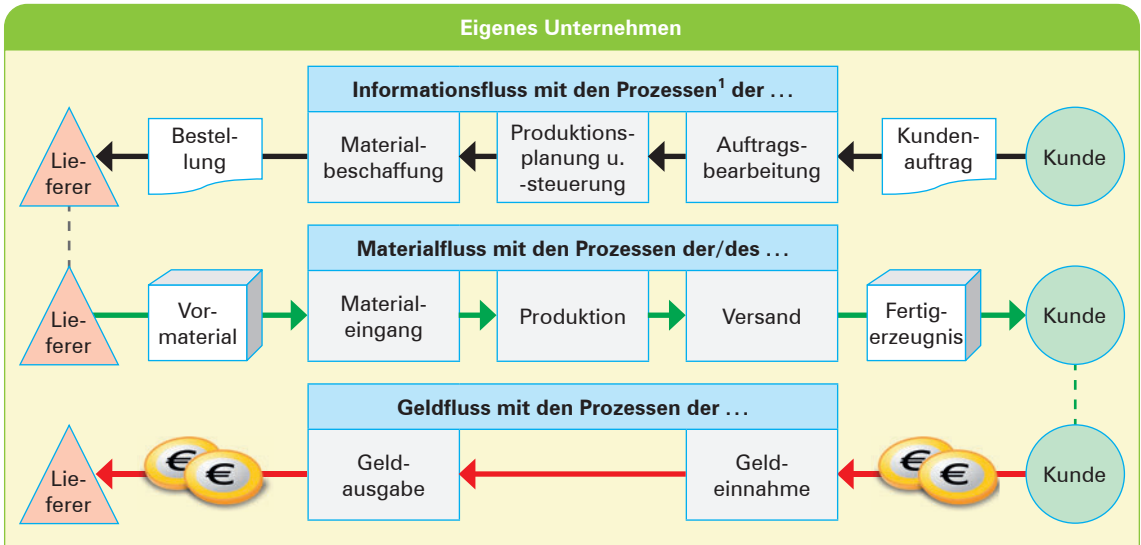 Eigenes Unternehmen
Informationsfluss mit den Prozessen¹ der ...
Lie-
ferer
Bestel-
lung
Material-
beschaffung
Produktions-
planung u.
-steuerung
Auftrags-
bearbeitung
Kunden-
auftrag
Kunde
Materialfluss mit den Prozessen der/des ...
Lie-
ferer
Vor-
material
Material-
eingang
Produktion
Versand
Fertig-
erzeugnis
Kunde
Geldfluss mit den Prozessen der ...
Lie-
ferer
€
€
Geld-
ausgabe
Geld-
einnahme
€
€
Kunde